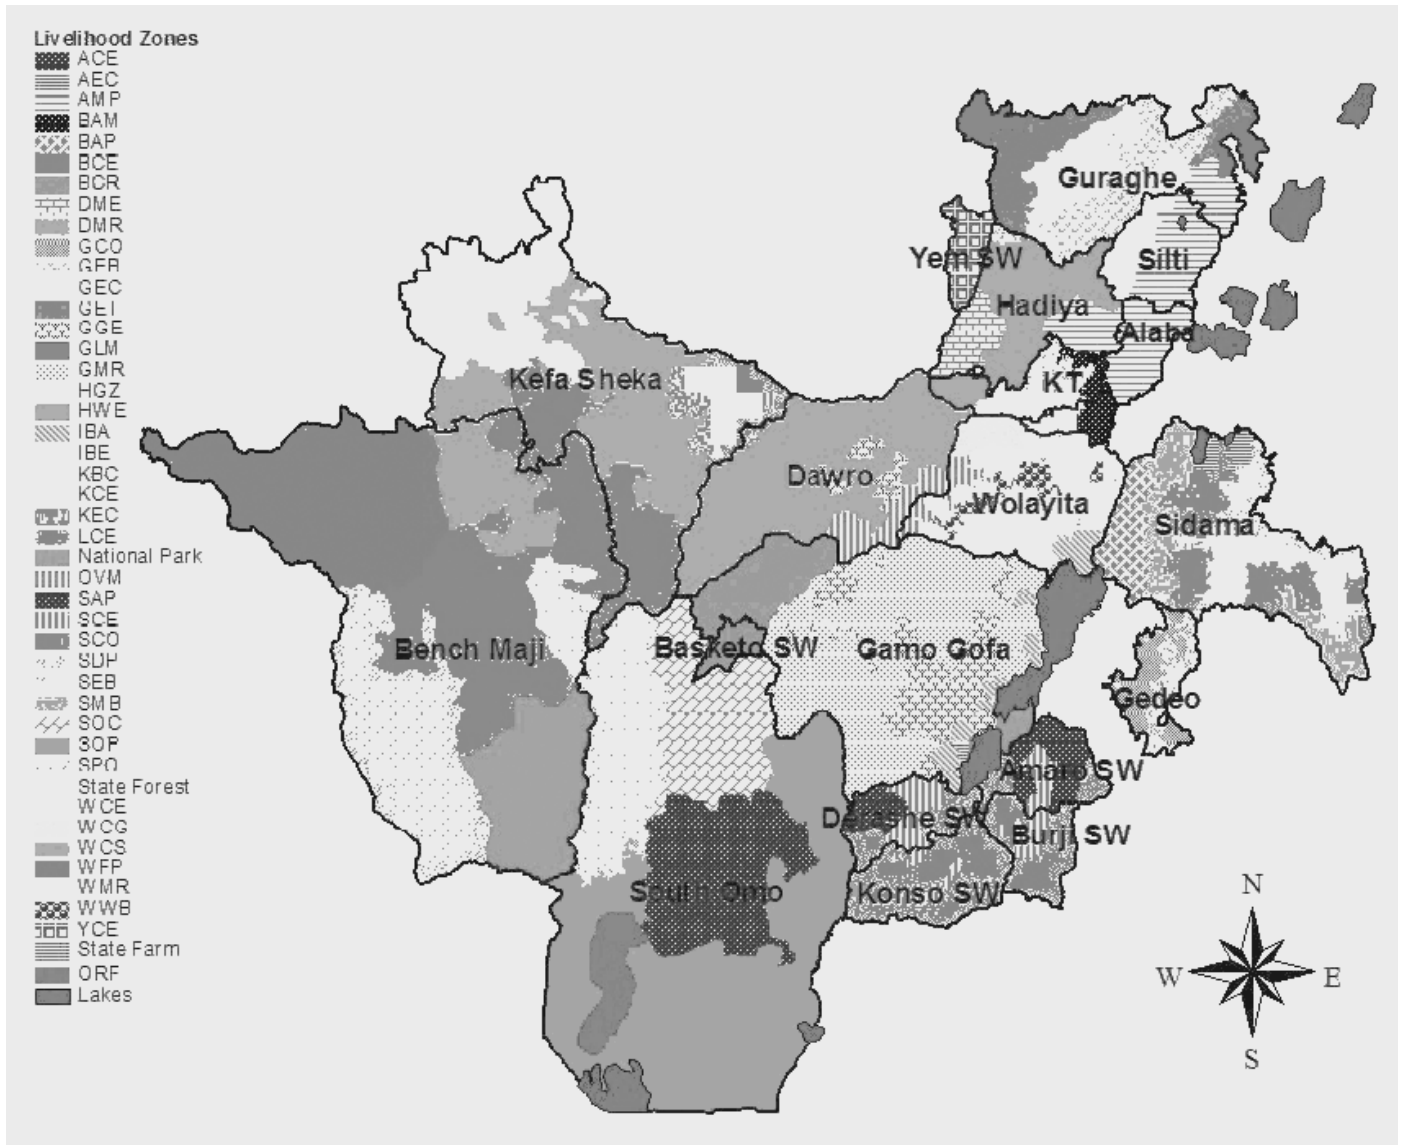 Livelihood Zones
ACE
AEC
AMP
BAM
BAP
BCE
BCR
DME
DMR
GCO
GEB
GEC
GET
GGE
GLM
GMR
HGZ
HWE
IBA
IBE
KBC
KCE
KEC
LCE
National Park
OVM
SAP
SCE
SCO
SDP
SEB
SMB
SOC
SOP
SPO
State Forest
WCE
WCG
WCS
WFP
WMR
WWB
YCE
State Farm
ORF
Lakes
Guraghe
Yem SW
Silti
Hadiya
Alaba
KT
Kefa Sheka
Dawro
Wolayita
Sidama
Bench Maji
Basketo SW
Gamo Gofa
Gedeo
Amaro SW
Derashe SW
Burji SW
Konso SW
South Omo
N
W
E
S